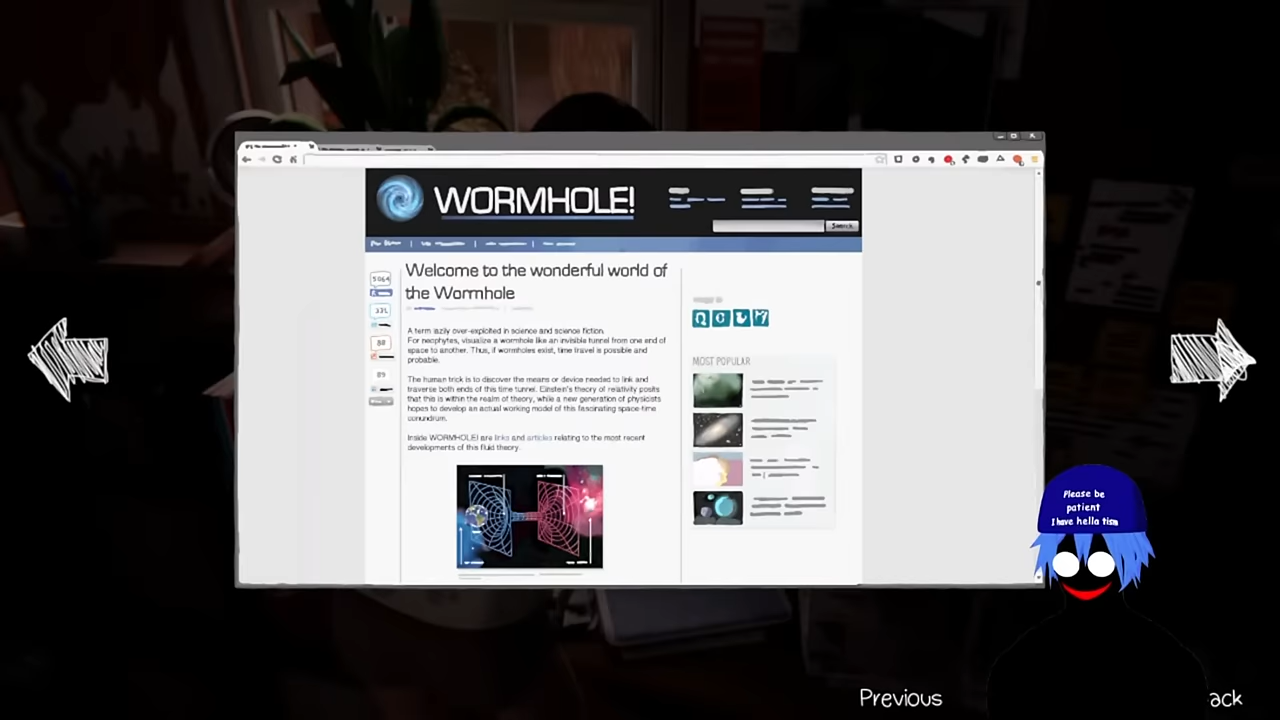 WORMHOLE!
Search
Welcome to the wonderful world of
the Wormhole
5064
A term lazily over-exploited in science and science fiction.
For neophytes, visualize a wormhole like an invisible tunnel from one end of
space to another. Thus, if wormholes exist, time travel is possible and
probable.
The human trick is to discover the means or device needed to link and
traverse both ends of this time tunnel. Einstein's theory of relativity posits
that this is within the realm of theory, while a new generation of physicists
hopes to develop an actual working model of this fascinating space-time
conundrum.
Inside WORMHOLE! are links and articles relating to the most recent
developments of this fluid theory.
MOST POPULAR
Please be
patient
I have hella tism
Previous
ack